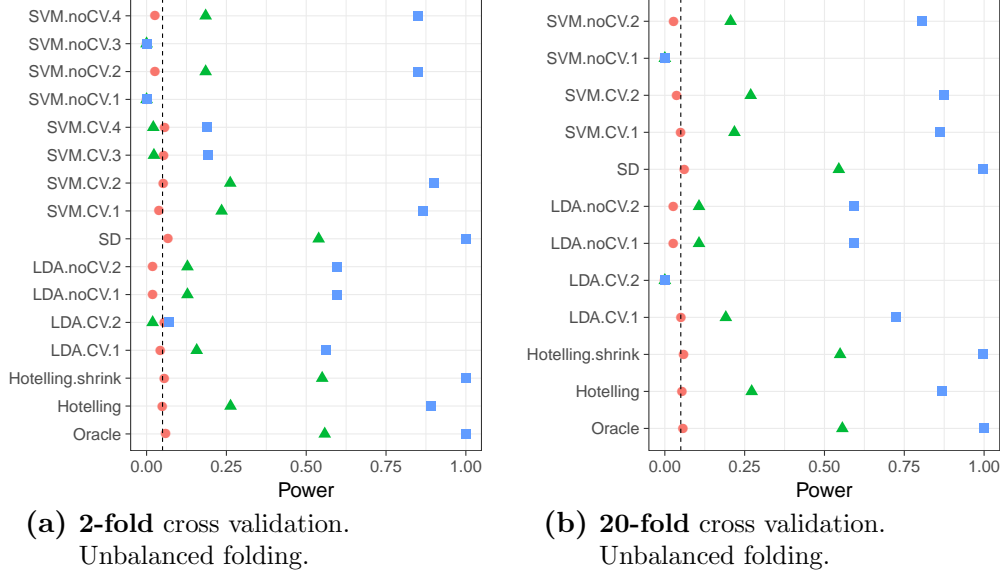 SVM.noCV.4
SVM.noCV.3
SVM.noCV.2
SVM.noCV.1
SVM.CV.4
SVM.CV.3
SVM.CV.2
SVM.CV.1
SD
LDA.noCV.2
LDA.noCV.1
LDA.CV.2
LDA.CV.1
Hotelling.shrink
Hotelling
Oracle
0.00 0.25 0.50 0.75 1.00
Power
(a) 2-fold cross validation.
Unbalanced folding.
SVM.noCV.2
SVM.noCV.1
SVM.CV.2
SVM.CV.1
SD
LDA.noCV.2
LDA.noCV.1
LDA.CV.2
LDA.CV.1
Hotelling.shrink
Hotelling
Oracle
0.00 0.25 0.50 0.75 1.00
Power
(b) 20-fold cross validation.
Unbalanced folding.